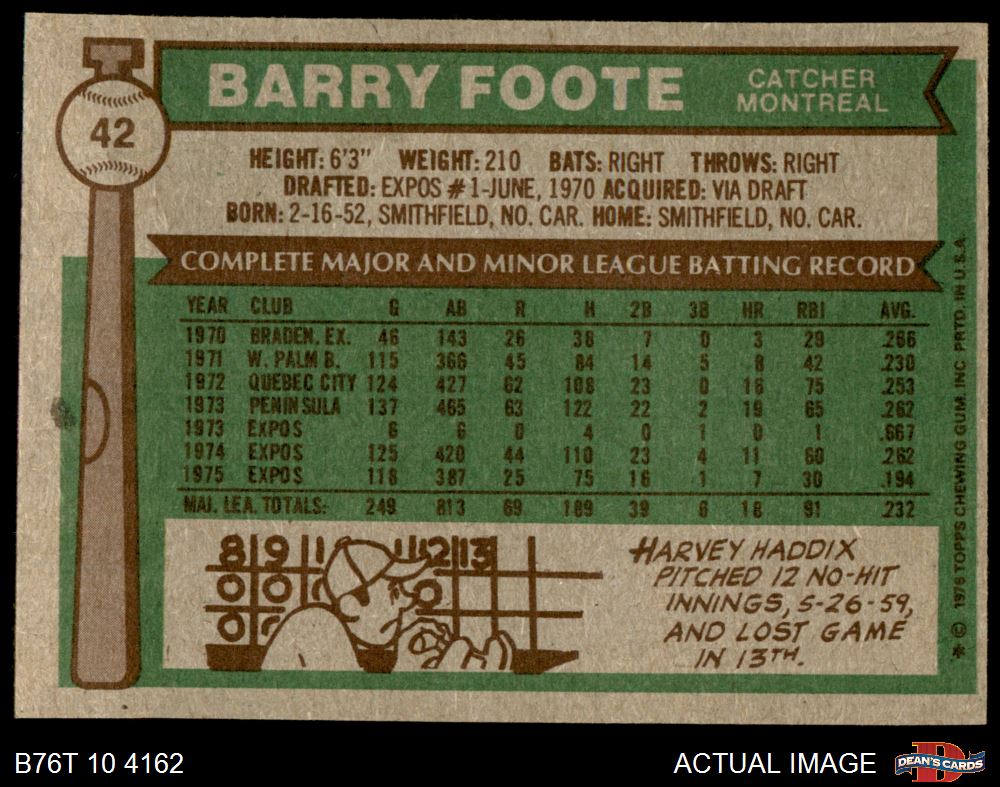 42
BARRY FOOTE
CATCHER
MONTREAL
HEIGHT: 6'3" WEIGHT: 210 BATS: RIGHT THROWS: RIGHT
DRAFTED: EXPOS #1-JUNE, 1970 ACQUIRED: VIA DRAFT
BORN: 2-16-52, SMITHFIELD, NO. CAR. HOME: SMITHFIELD, NO. CAR.
COMPLETE MAJOR AND MINOR LEAGUE BATTING RECORD
YEAR CLUB G AB R H 2B 3B HR RBI AVG.
1970 BRADEN. EX. 46 143 26 38 7 0 3 29 .266
1971 W. PALM B. 115 366 45 84 14 5 8 42 .230
1972 QUEBEC CITY 124 427 62 108 23 0 16 75 .253
1973 PENINSULA 137 465 63 122 22 2 19 65 .262
1973 EXPOS 6 6 0 4 0 1 0 1 .667
1974 EXPOS 125 420 44 110 23 4 11 60 .262
1975 EXPOS 118 387 25 75 16 1 7 30 .194
MAJ. LEA. TOTALS: 249 813 69 189 39 6 18 91 .232
8 9 12 13
0 0 0
0
HARVEY HADDIX
PITCHED 12 NO-HIT
INNINGS, 5-26-59,
AND LOST GAME
IN 13TH.
* © 1976 TOPPS CHEWING GUM, INC. PRTD. IN U.S.A.
B76T 10 4162
ACTUAL IMAGE
D
DEAN'S CARDS